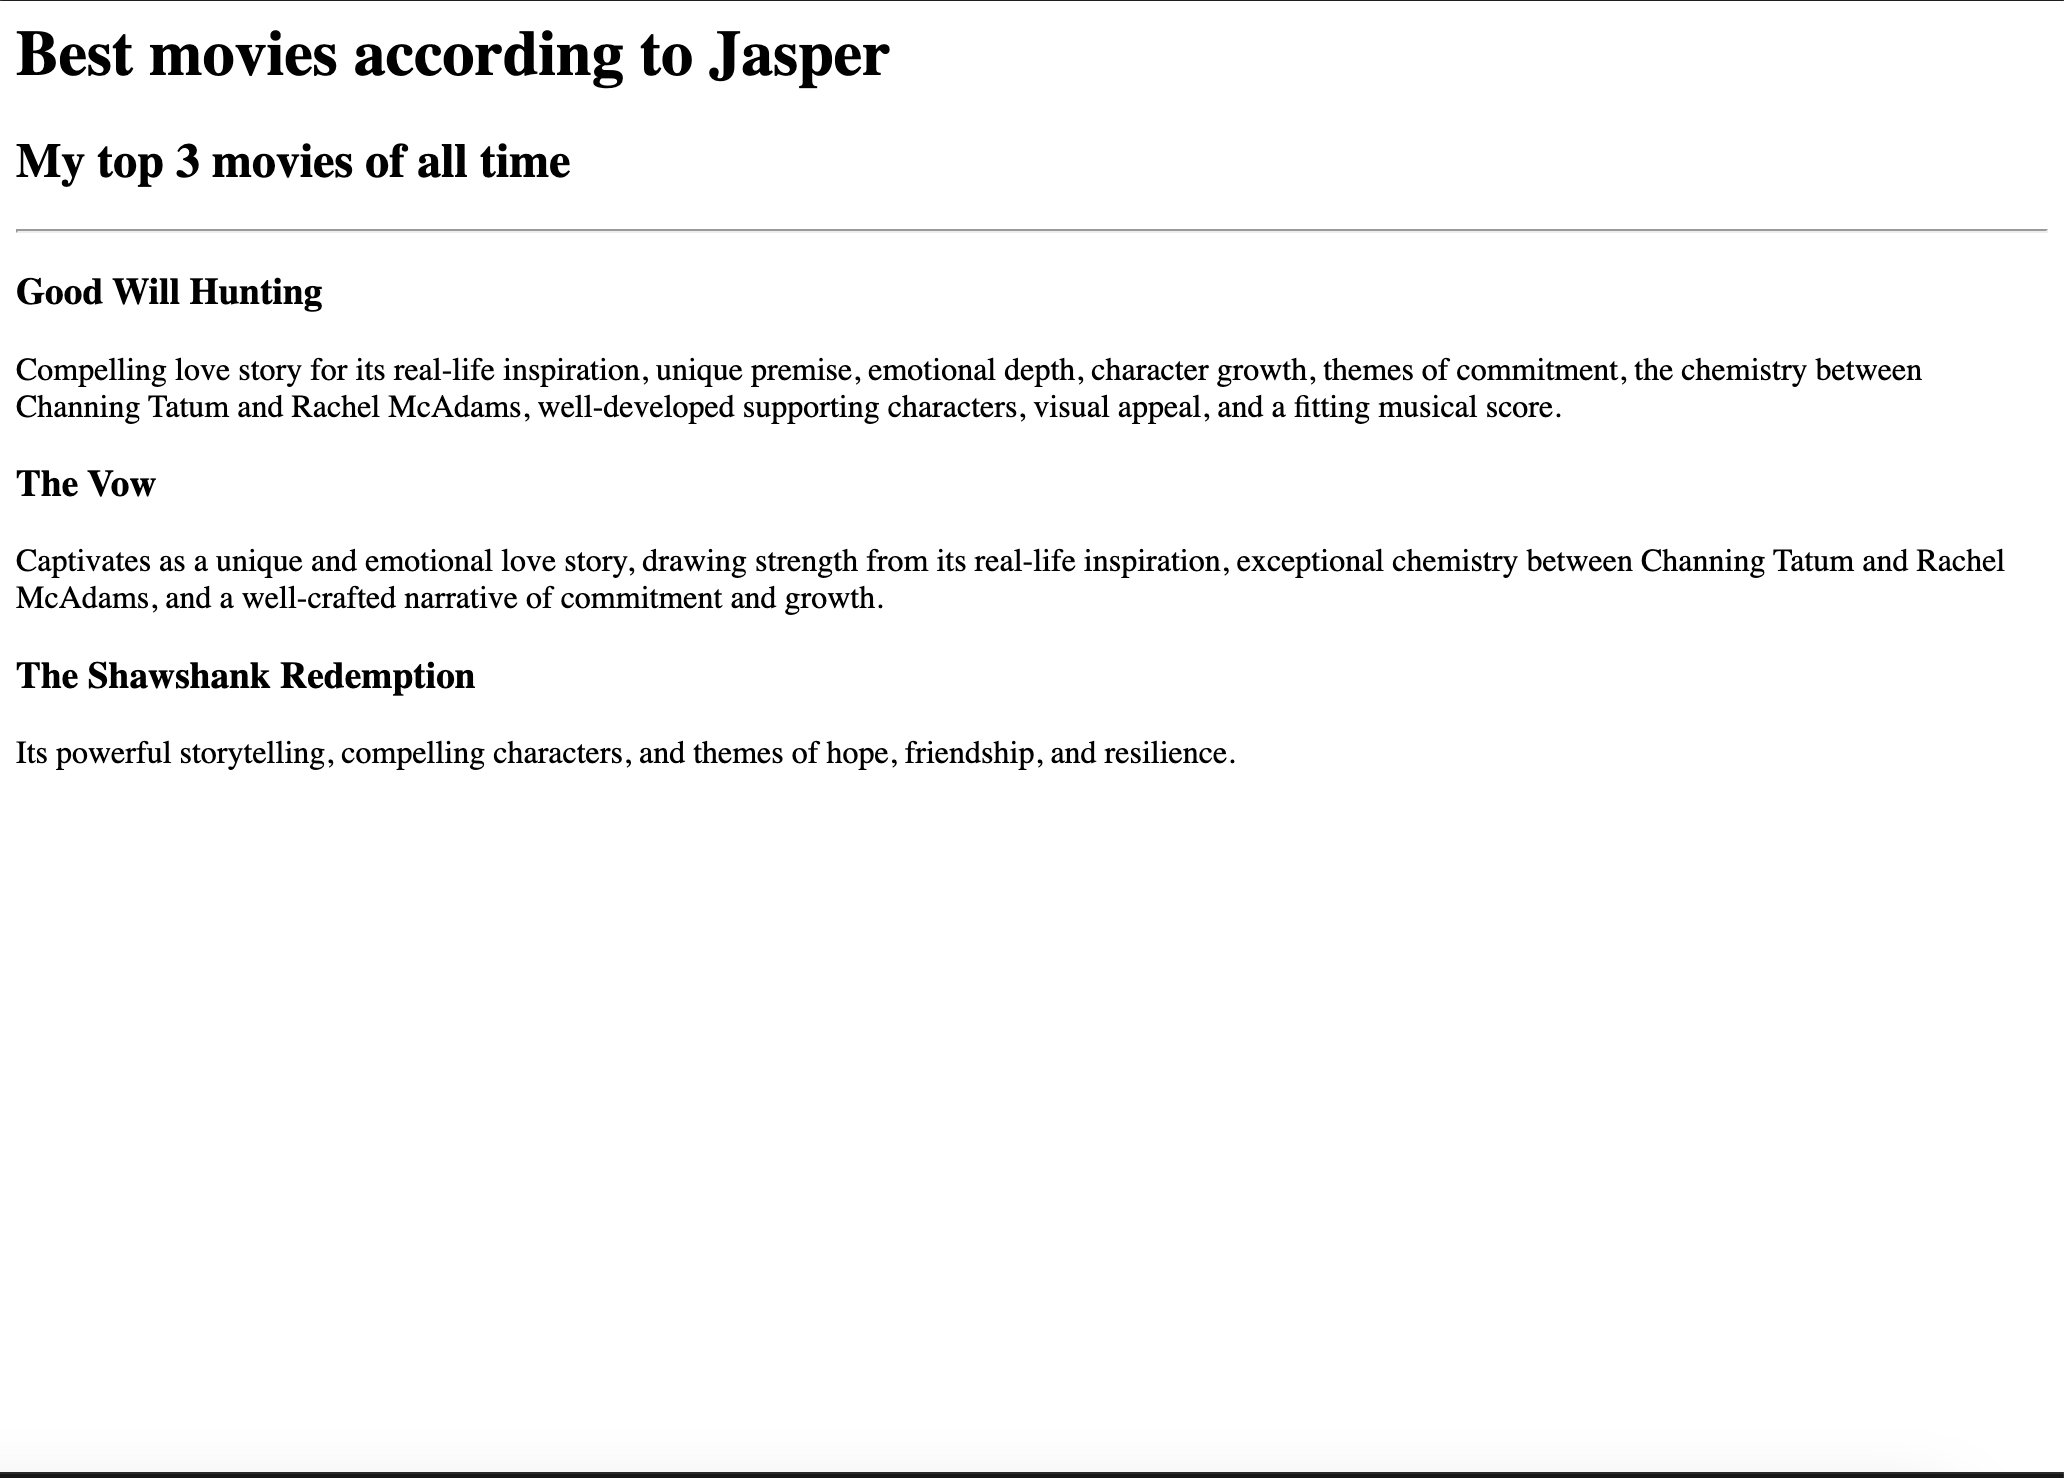 Best movies according to Jasper
My top 3 movies of all time
Good Will Hunting
Compelling love story for its real-life inspiration, unique premise, emotional depth, character growth, themes of commitment, the chemistry between
Channing Tatum and Rachel McAdams, well-developed supporting characters, visual appeal, and a fitting musical score.
The Vow
Captivates as a unique and emotional love story, drawing strength from its real-life inspiration, exceptional chemistry between Channing Tatum and Rachel
McAdams, and a well-crafted narrative of commitment and growth.
The Shawshank Redemption
Its powerful storytelling, compelling characters, and themes of hope, friendship, and resilience.